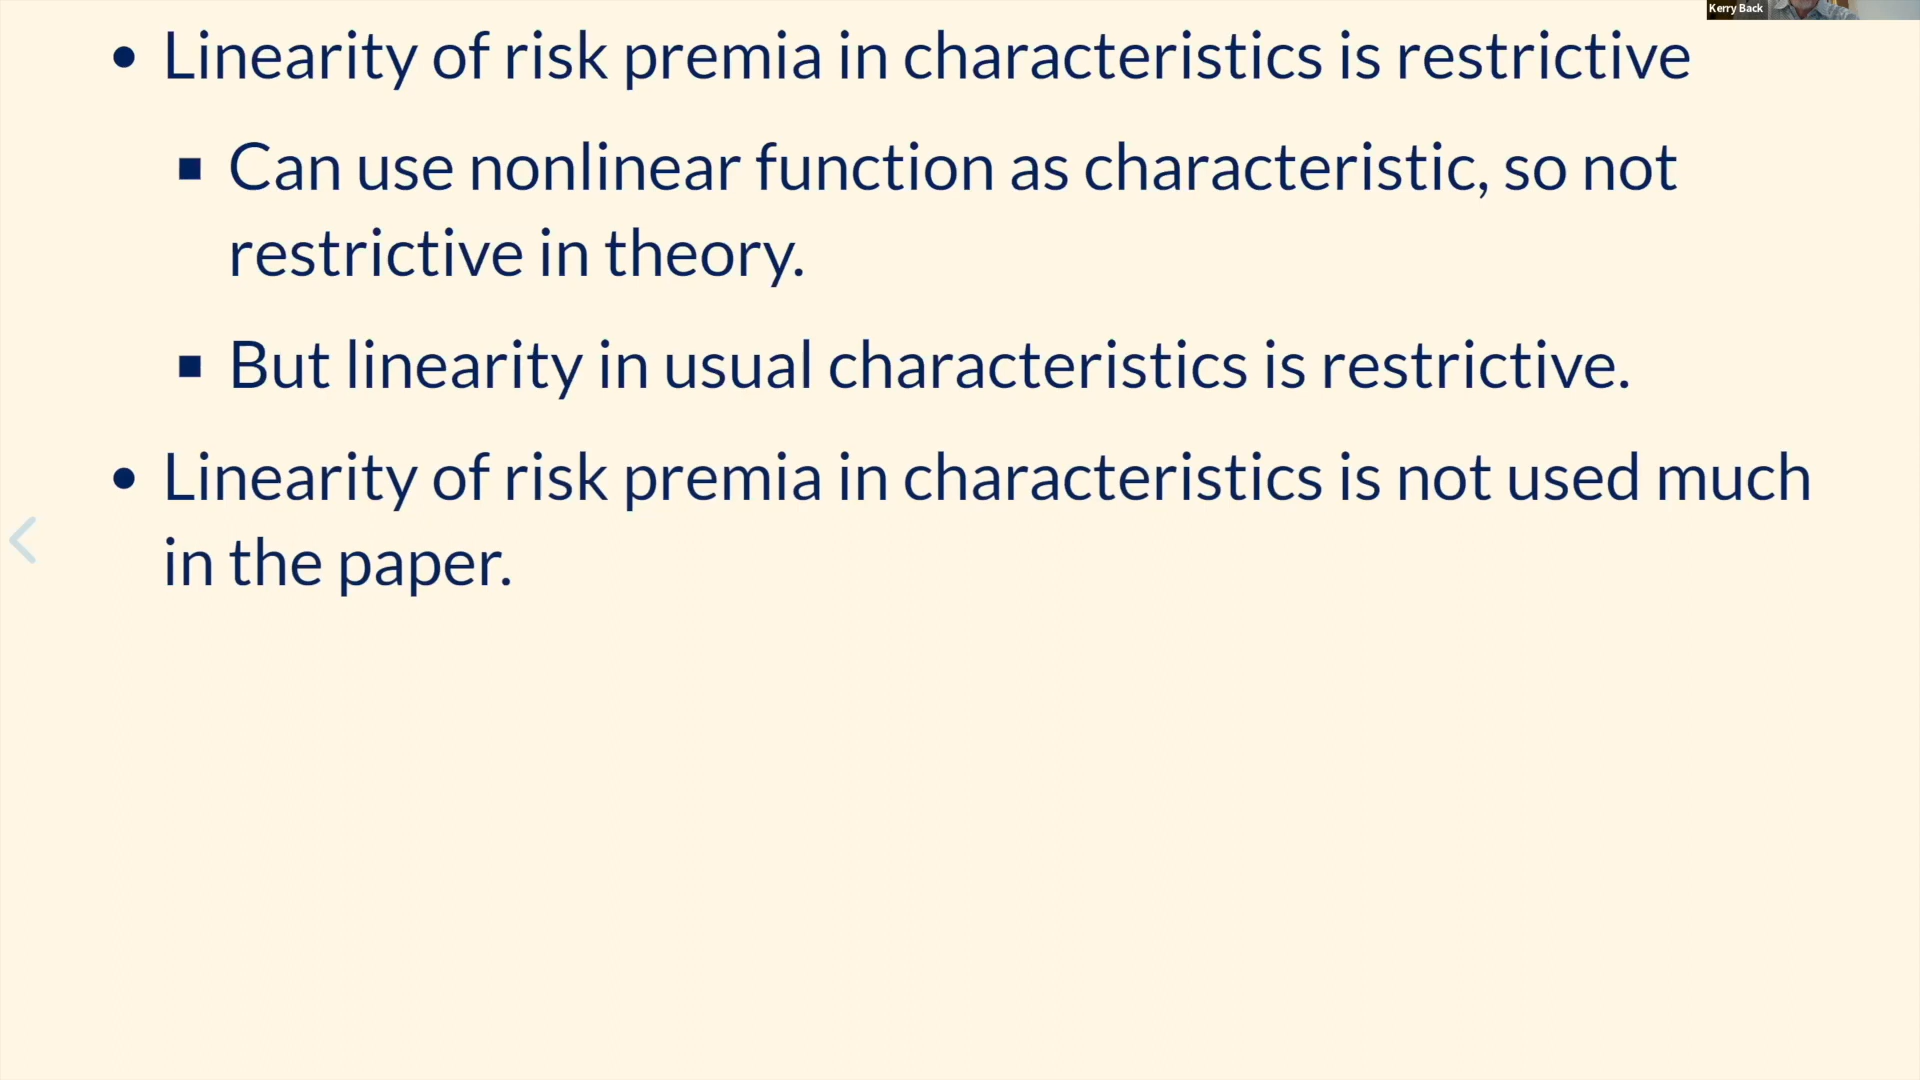 Kerry Back
• Linearity of risk premia in characteristics is restrictive
▪ Can use nonlinear function as characteristic, so not
restrictive in theory.
▪ But linearity in usual characteristics is restrictive.
• Linearity of risk premia in characteristics is not used much
in the paper.